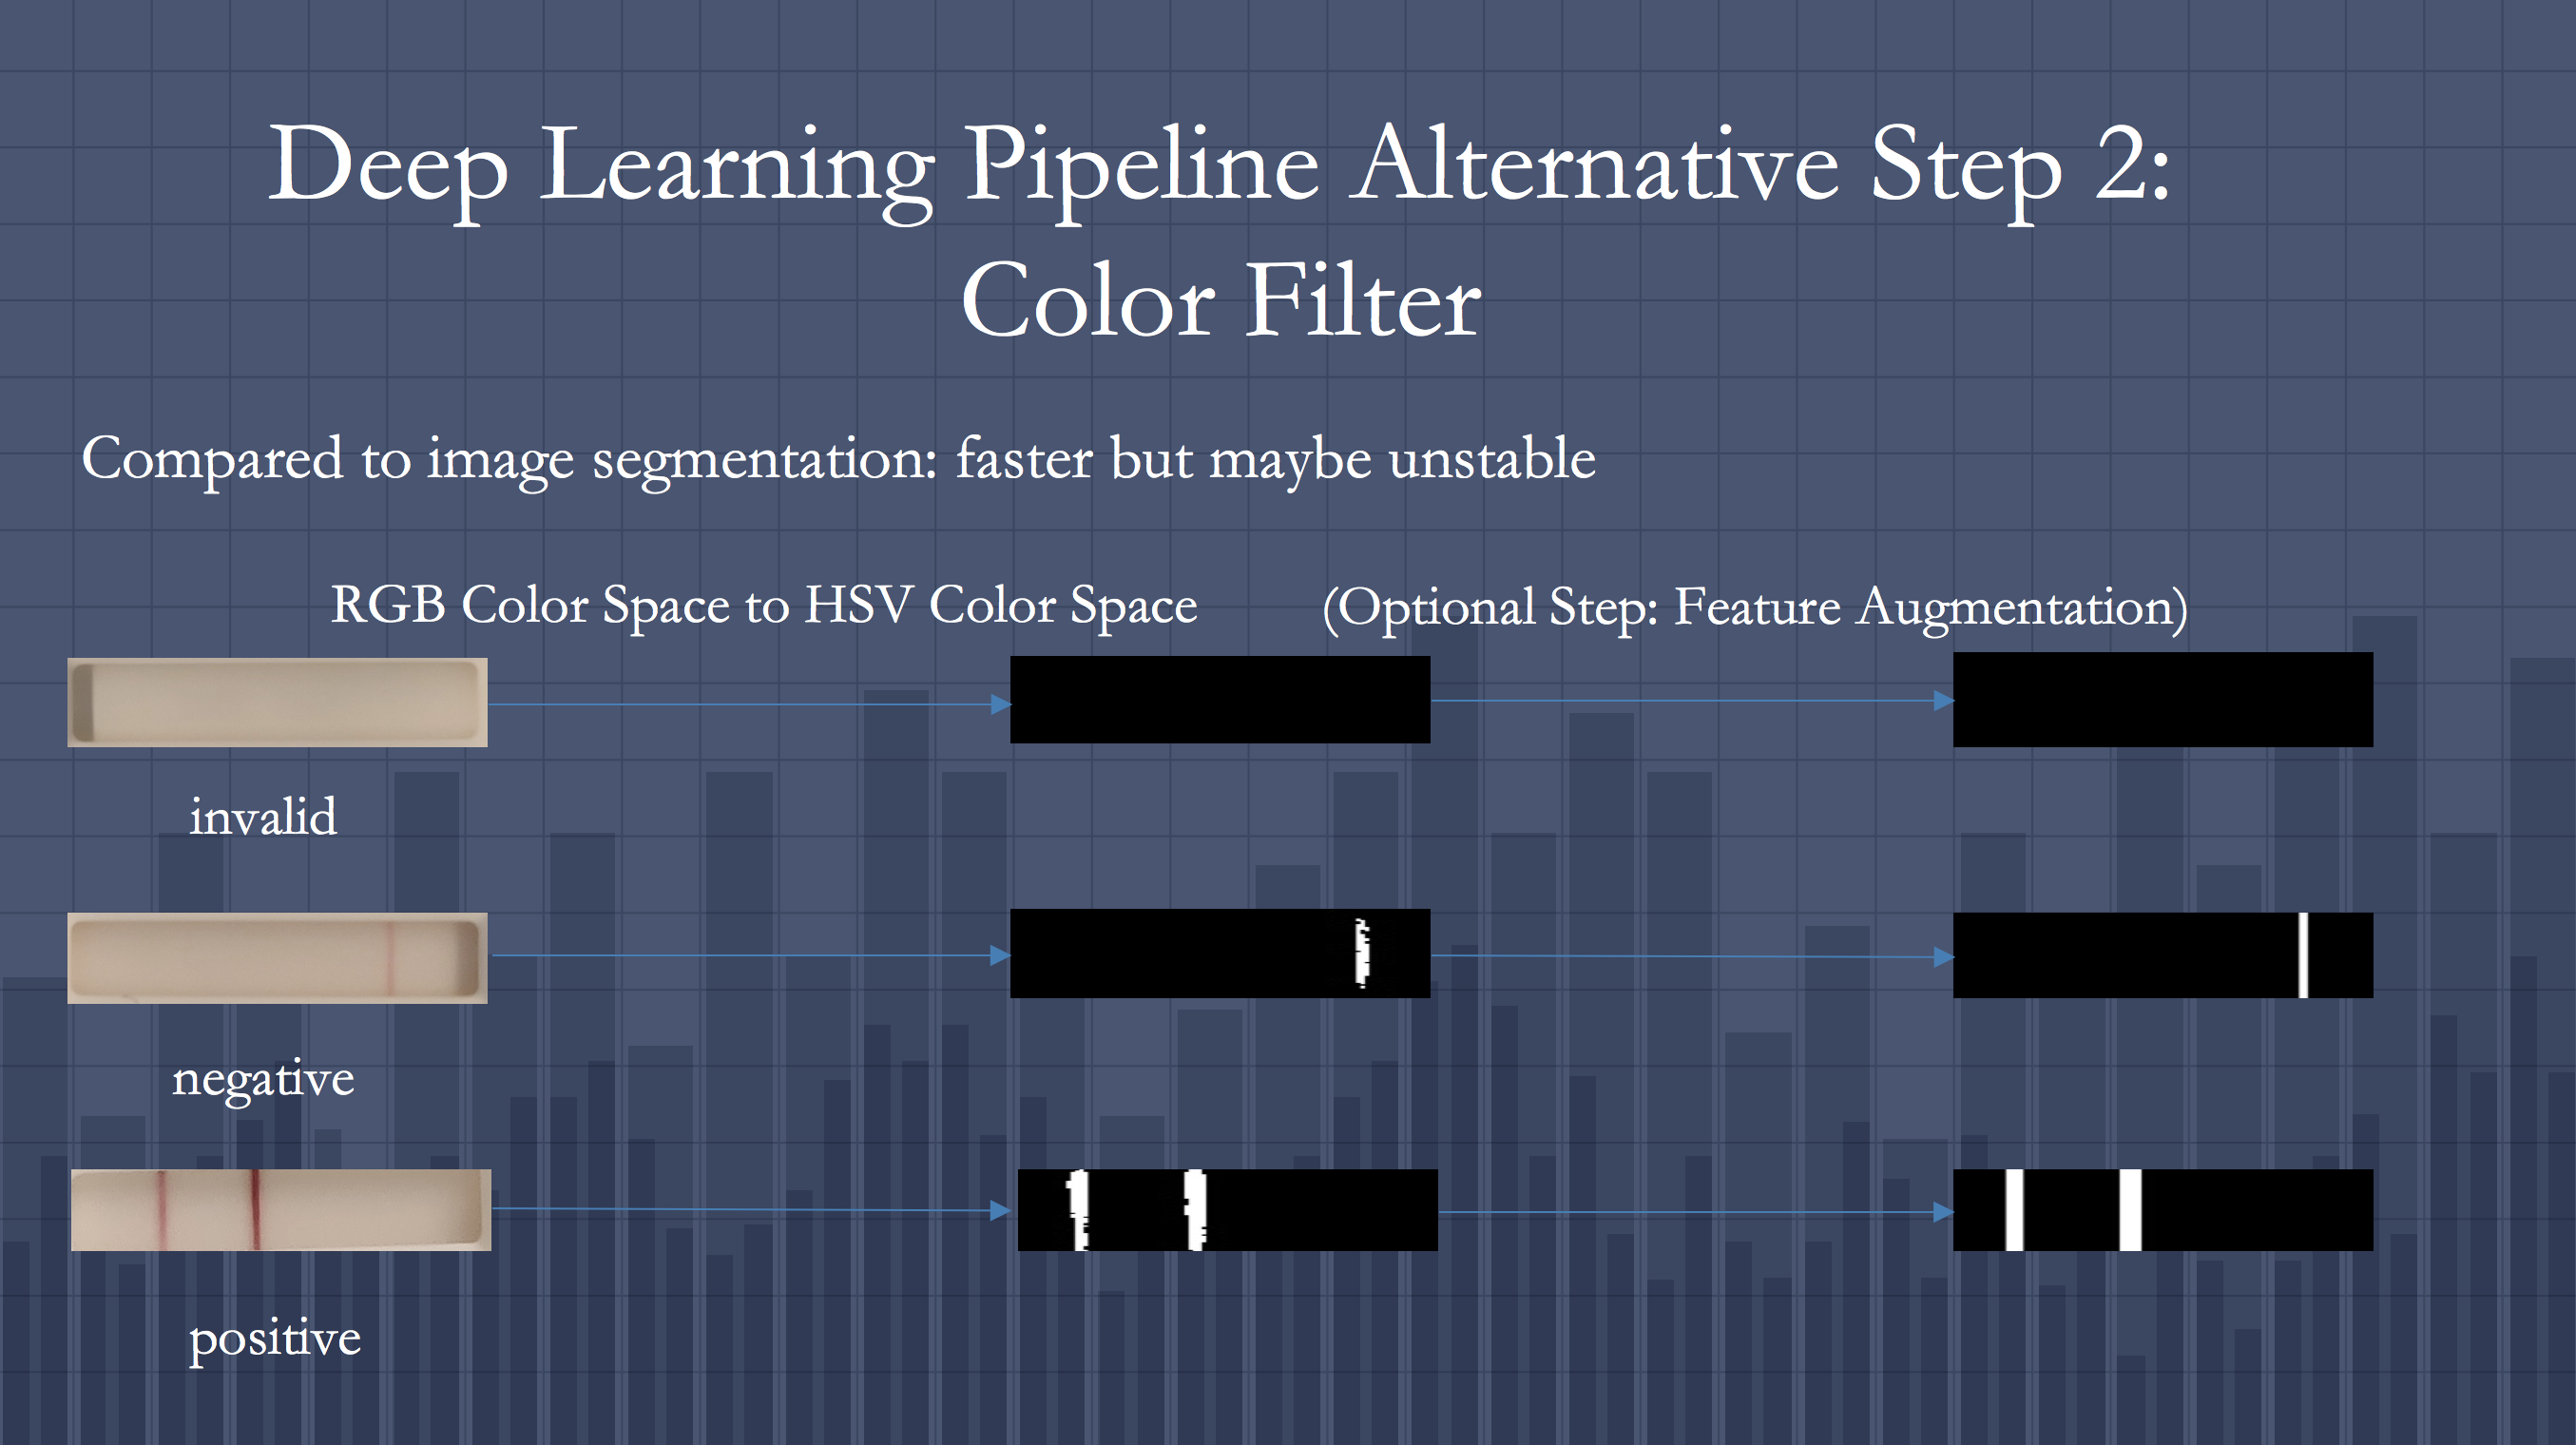 Deep Learning Pipeline Alternative Step 2:
Color Filter
Compared to image segmentation: faster but maybe unstable
RGB Color Space to HSV Color Space
(Optional Step: Feature Augmentation)
invalid
negative
positive